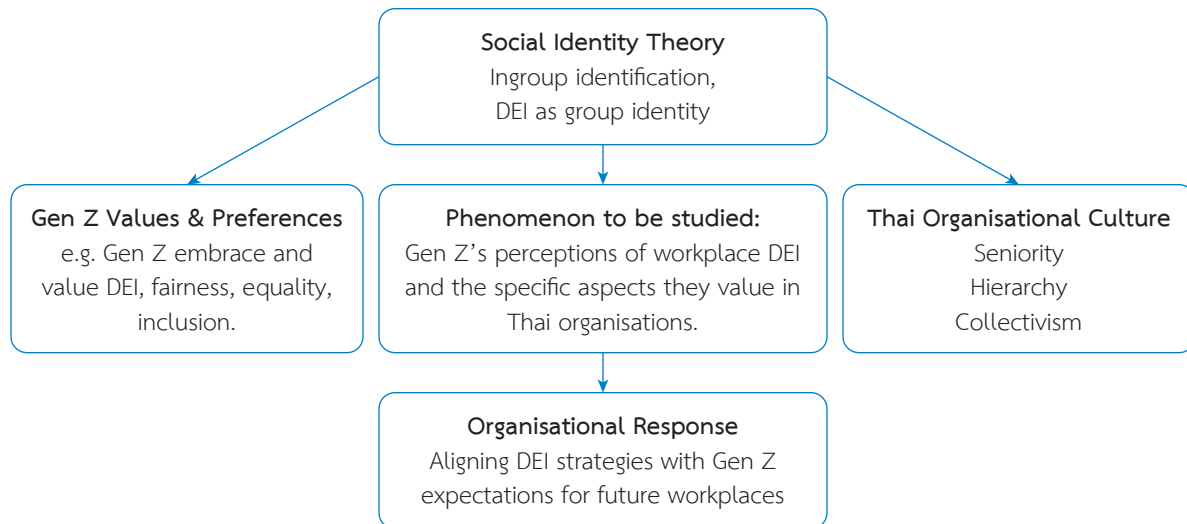 Social Identity Theory
Ingroup identification,
DEI as group identity
Gen Z Values & Preferences
e.g. Gen Z embrace and
value DEI, fairness, equality,
inclusion.
Phenomenon to be studied:
Gen Z's perceptions of workplace DEI
and the specific aspects they value in
Thai organisations.
Thai Organisational Culture
Seniority
Hierarchy
Collectivism
Organisational Response
Aligning DEI strategies with Gen Z
expectations for future workplaces